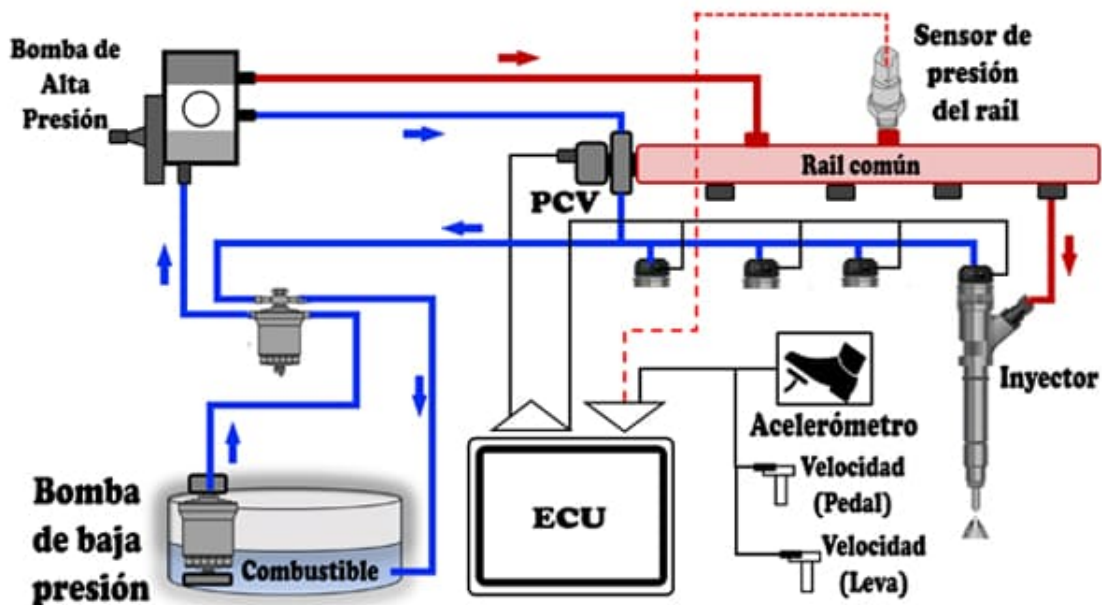 Bomba de
Alta
Presión
Sensor de
presión
del raíl
Rail común
PCV
Inyector
Acelerómetro
Velocidad
(Pedal)
ECU
Velocidad
(Leva)
Bomba
de baja
presión
Combustible